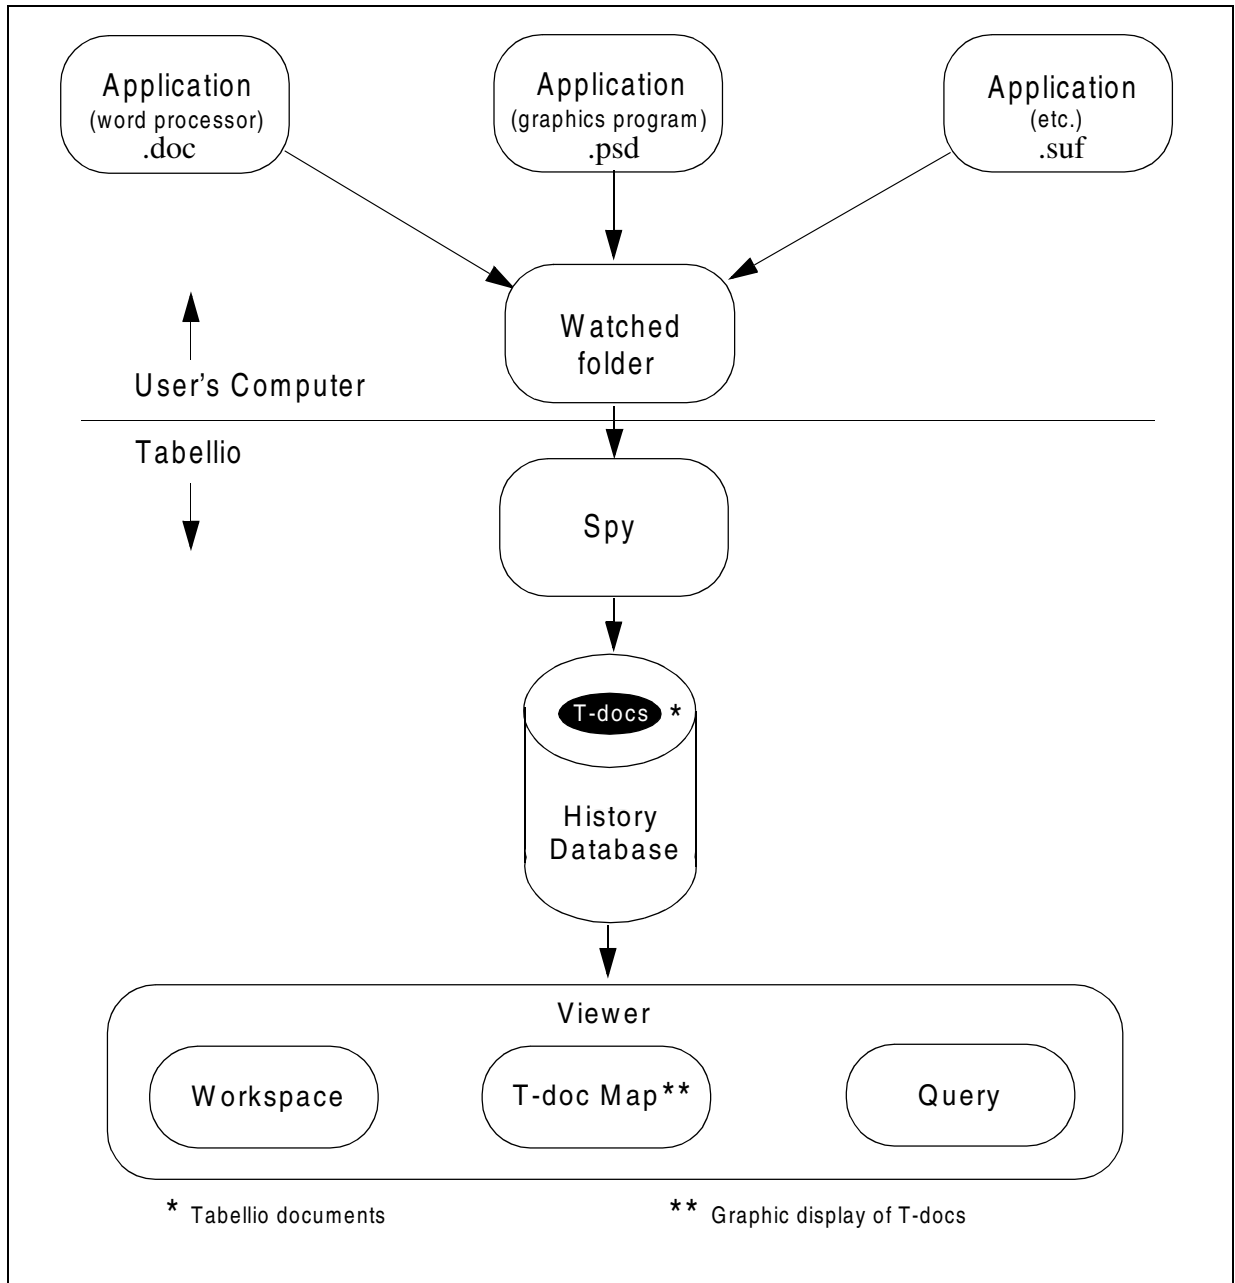 Application
(word processor)
.doc
Application
(graphics program)
.psd
Application
(etc.)
.suf
Watched
folder
User's Computer
Tabellio
Spy
T-docs *
History
Database
Viewer
Workspace
T-doc Map**
Query
* Tabellio documents
** Graphic display of T-docs